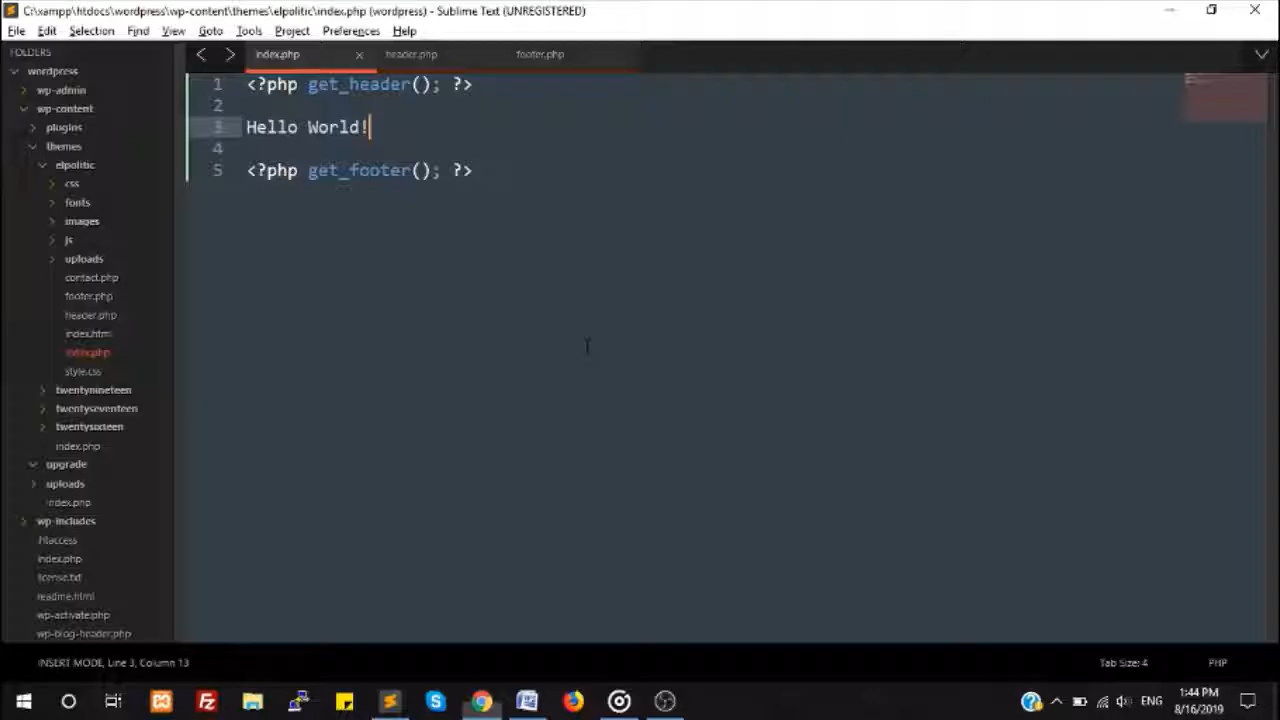 C:\xampp\htdocs\wordpress\wp-content\themes\elpolitic\index.php (wordpress) - Sublime Text (UNREGISTERED)
File Edit Selection Find View Goto Tools Project Preferences Help
FOLDERS
wordpress
wp-admin
wp-content
plugins
themes
elpolitic
css
fonts
images
js
uploads
contact.php
footer.php
header.php
index.html
index.php
style.css
twentynineteen
twentyseventeen
twentysixteen
index.php
upgrade
uploads
index.php
wp-includes
.htaccess
index.php
license.txt
readme.html
wp-activate.php
wp-blog-header.php
index.php header.php footer.php
1 <?php get_header(); ?>
2
3 Hello World!
4
5 <?php get_footer(); ?>
INSERT MODE, Line 3, Column 13 Tab Size: 4 PHP
ENG 1:44 PM
8/16/2019